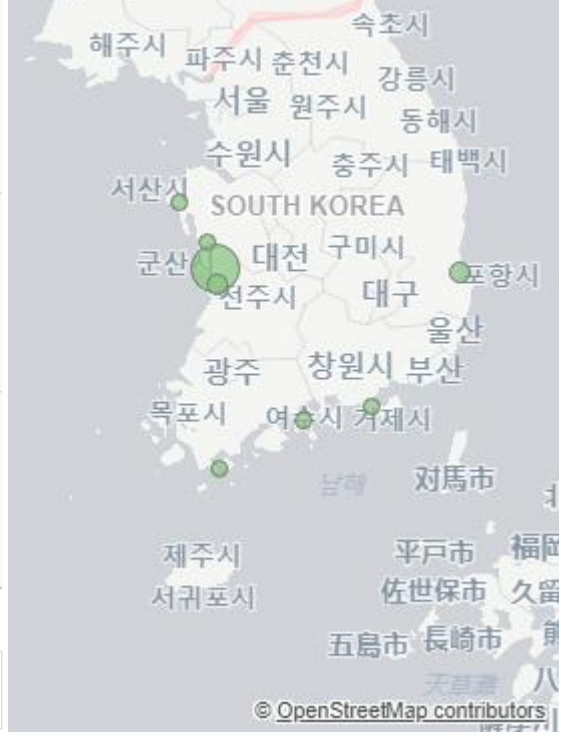 속초시
해주시
파주시 춘천시
강릉시
서울 원주시
동해시
수원시 충주시 태백시
서산시
SOUTH KOREA
군산 대전 구미시
포항시
전주시 대구
울산
광주 창원시 부산
목포시 여수시 거제시
남해 対馬市
제주시 平戸市 福岡
서귀포시 佐世保市 久留
五島市 長崎市 熊
天草灘 八
© OpenStreetMap contributors